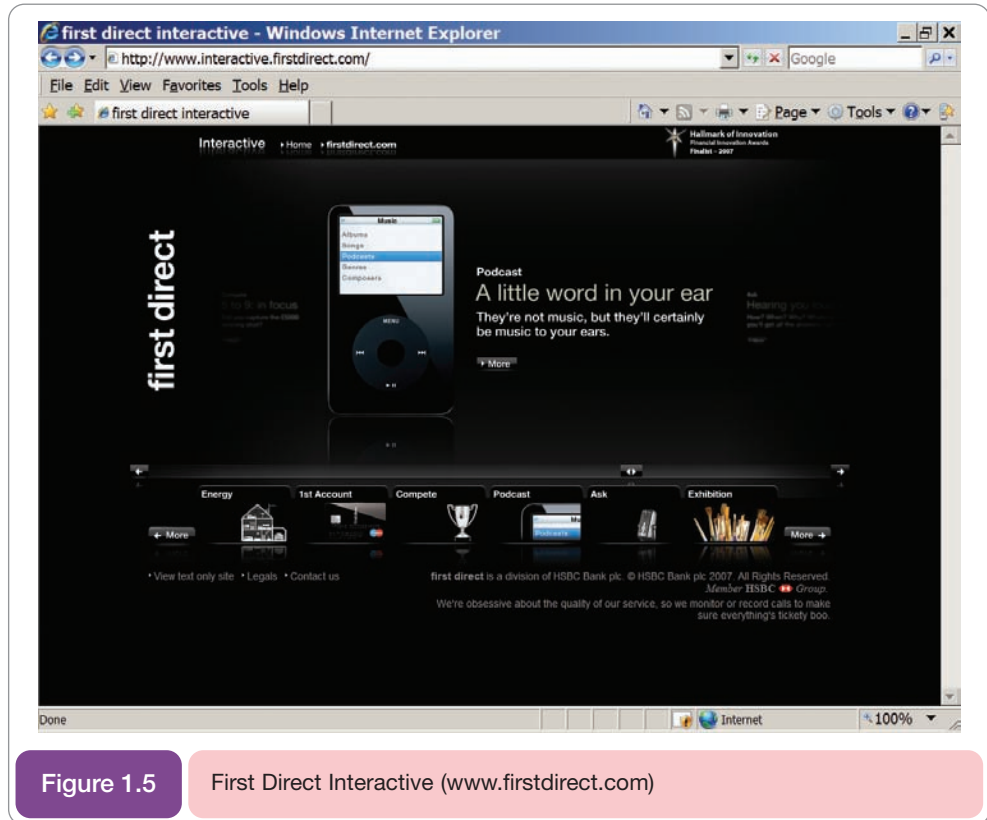 first direct interactive - Windows Internet Explorer
http://www.interactive.firstdirect.com/
Google
File Edit View Favorites Tools Help
first direct interactive
Page Tools
Interactive Home firstdirect.com
Hallmark of Innovation
Financial Innovation Awards
Finalist - 2007
first direct
Music
Albums
Songs
Podcasts
Genres
Composers
MENU
Podcast
A little word in your ear
They're not music, but they'll certainly
be music to your ears.
More
in focus
Ask
Hearing you
Energy 1st Account Compete Podcast Ask Exhibition
More
Podcasts
More
View text only site Legals Contact us
first direct is a division of HSBC Bank plc. © HSBC Bank plc 2007. All Rights Reserved.
Member HSBC Group.
We're obsessive about the quality of our service, so we monitor or record calls to make
sure everything's tickety boo.
Done
Internet
100%
Figure 1.5
First Direct Interactive (www.firstdirect.com)